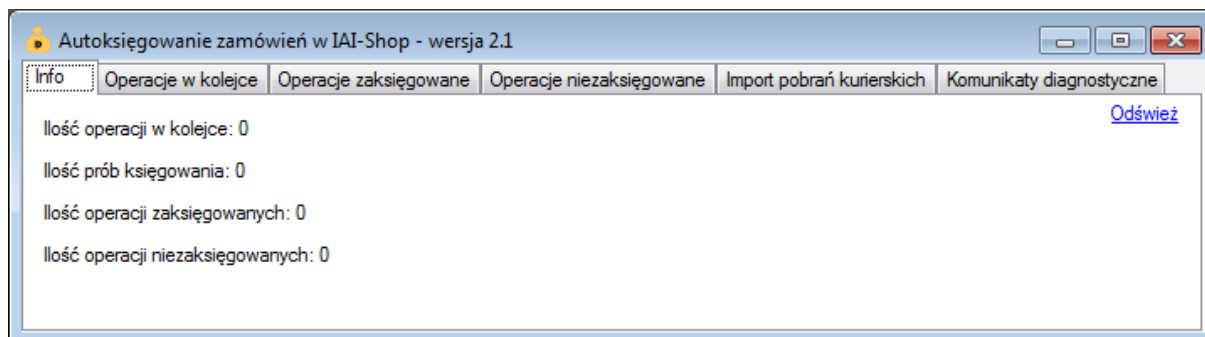 Autoksięgowanie zamówień w IAI-Shop - wersja 2.1
Info Operacje w kolejce Operacje zaksięgowane Operacje niezaksięgowane Import pobrań kurierskich Komunikaty diagnostyczne
Odśwież
Ilość operacji w kolejce: 0
Ilość prób księgowania: 0
Ilość operacji zaksięgowanych: 0
Ilość operacji niezaksięgowanych: 0